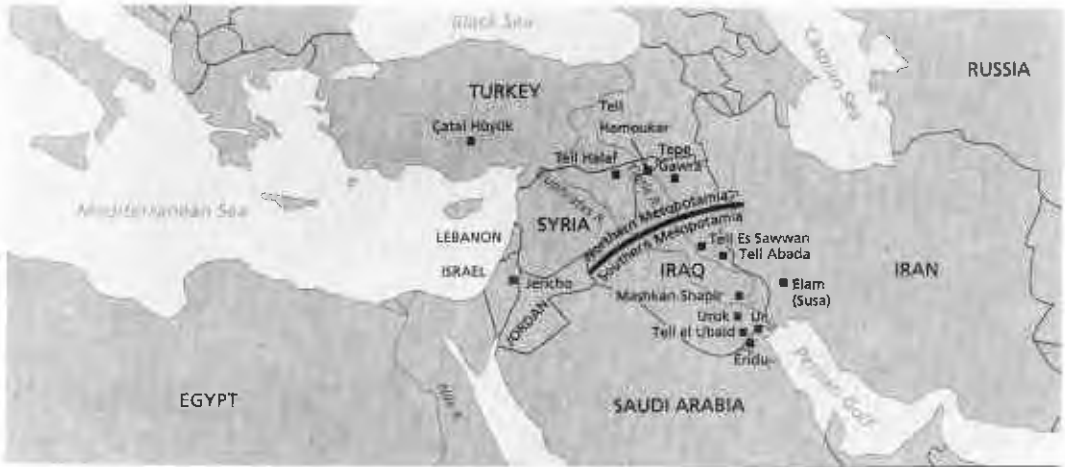 Black Sea
Caspian Sea
RUSSIA
TURKEY
Çatal Hüyük
Tell
Hamoukar
Tepe
Gawra
Tell Halaf
Euphrates R.
Mediterranean Sea
SYRIA
LEBANON
Northern Mesopotamia
Southern Mesopotamia
Tell Es Sawwan
Tell Abada
ISRAEL
Jericho
IRAQ
IRAN
Elam
(Susa)
Mashkan Shapir
JORDAN
Uruk
Ur
Tell el Ubaid
Eridu
Persian Gulf
EGYPT
Nile R.
SAUDI ARABIA